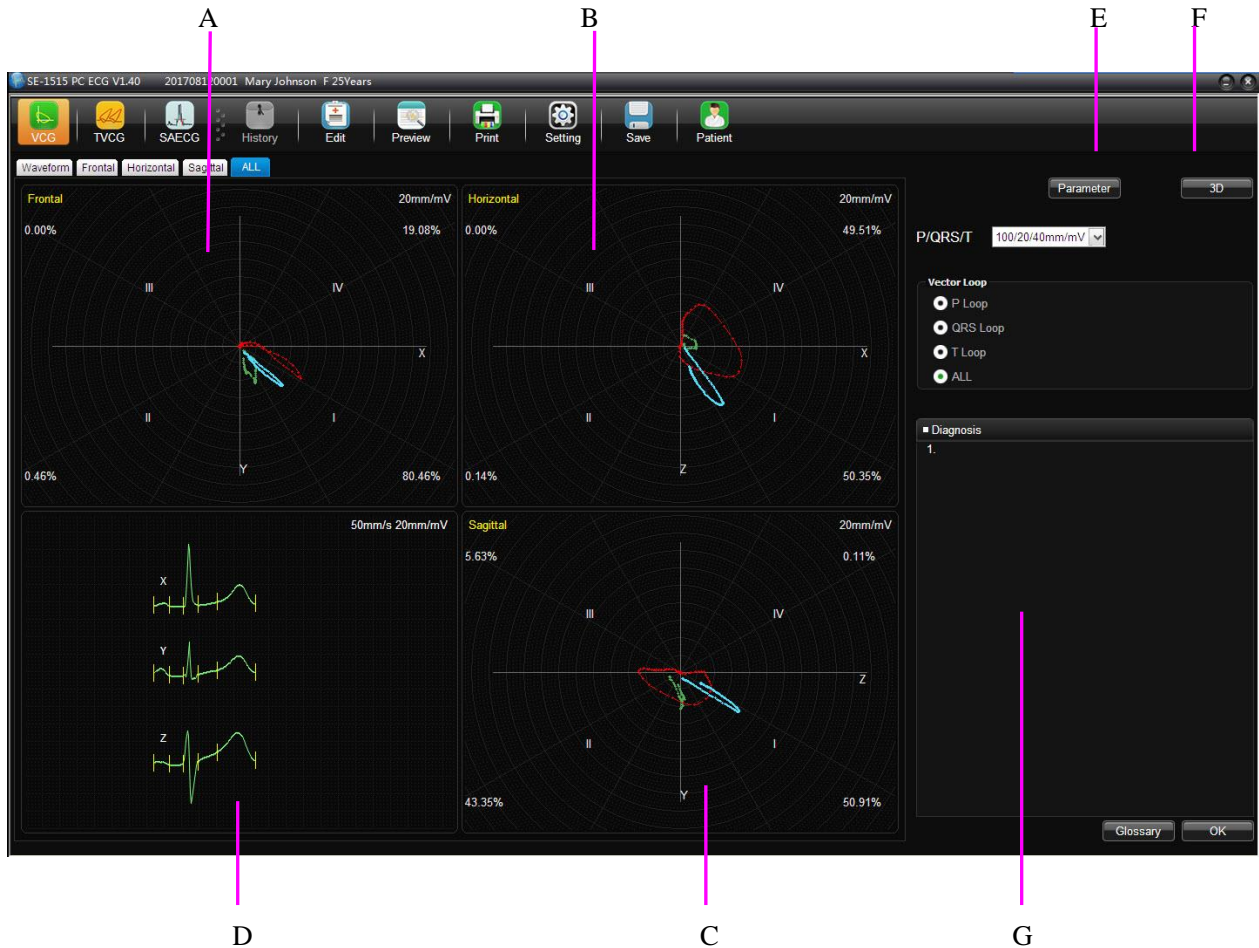 A B E F
SE-1515 PC ECG V1.40 201708120001 Mary Johnson F 25Years
VCG TVCG SAECG History Edit Preview Print Setting Save Patient
Waveform Frontal Horizontal Sagittal ALL
Frontal 20mm/mV
0.00% 19.08%
III IV
X
II I
Y
0.46% 80.46%
Horizontal 20mm/mV
0.00% 49.51%
III IV
X
II I
Z
0.14% 50.35%
Parameter 3D
P/QRS/T 100/20/40mm/mV
Vector Loop
P Loop
QRS Loop
T Loop
ALL
Diagnosis
1.
50mm/s 20mm/mV
X
Y
Z
Sagittal 20mm/mV
5.63% 0.11%
III IV
Z
II I
Y
43.35% 50.91%
Glossary OK
D C G